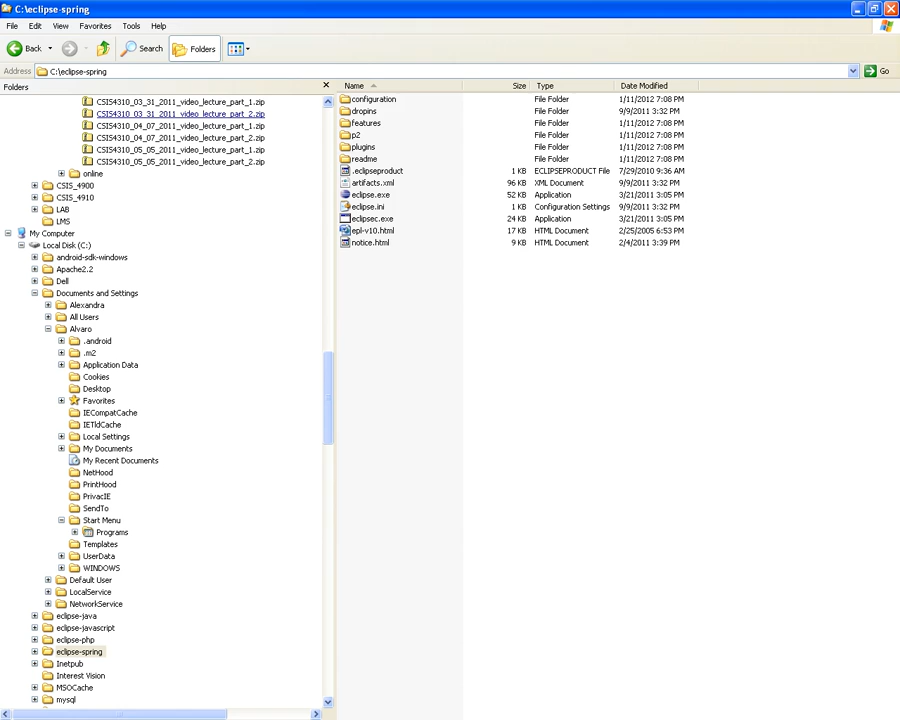 C:\eclipse-spring
File Edit View Favorites Tools Help
Back Search Folders
Address C:\eclipse-spring Go
Folders
CSIS4310_03_31_2011_video_lecture_part_1.zip
CSIS4310_03_31_2011_video_lecture_part_2.zip
CSIS4310_04_07_2011_video_lecture_part_1.zip
CSIS4310_04_07_2011_video_lecture_part_2.zip
CSIS4310_05_05_2011_video_lecture_part_1.zip
CSIS4310_05_05_2011_video_lecture_part_2.zip
online
CSIS_4900
CSIS_4910
LAB
LMS
My Computer
Local Disk (C:)
android-sdk-windows
Apache2.2
Dell
Documents and Settings
Alexandra
All Users
Alvaro
.android
.m2
Application Data
Cookies
Desktop
Favorites
IECompatCache
IETldCache
Local Settings
My Documents
My Recent Documents
NetHood
PrintHood
PrivacIE
SendTo
Start Menu
Programs
Templates
UserData
WINDOWS
Default User
LocalService
NetworkService
eclipse-java
eclipse-javascript
eclipse-php
eclipse-spring
Inetpub
Interest Vision
MSOCache
mysql
Name Size Type Date Modified
configuration File Folder 1/11/2012 7:08 PM
dropins File Folder 9/9/2011 3:32 PM
features File Folder 1/11/2012 7:08 PM
p2 File Folder 1/11/2012 7:08 PM
plugins File Folder 1/11/2012 7:08 PM
readme File Folder 1/11/2012 7:08 PM
.eclipseproduct 1 KB ECLIPSEPRODUCT File 7/29/2010 9:36 AM
artifacts.xml 96 KB XML Document 9/9/2011 3:32 PM
eclipse.exe 52 KB Application 3/21/2011 3:05 PM
eclipse.ini 1 KB Configuration Settings 9/9/2011 3:32 PM
eclipsec.exe 24 KB Application 3/21/2011 3:05 PM
epl-v10.html 17 KB HTML Document 2/25/2005 6:53 PM
notice.html 9 KB HTML Document 2/4/2011 3:39 PM